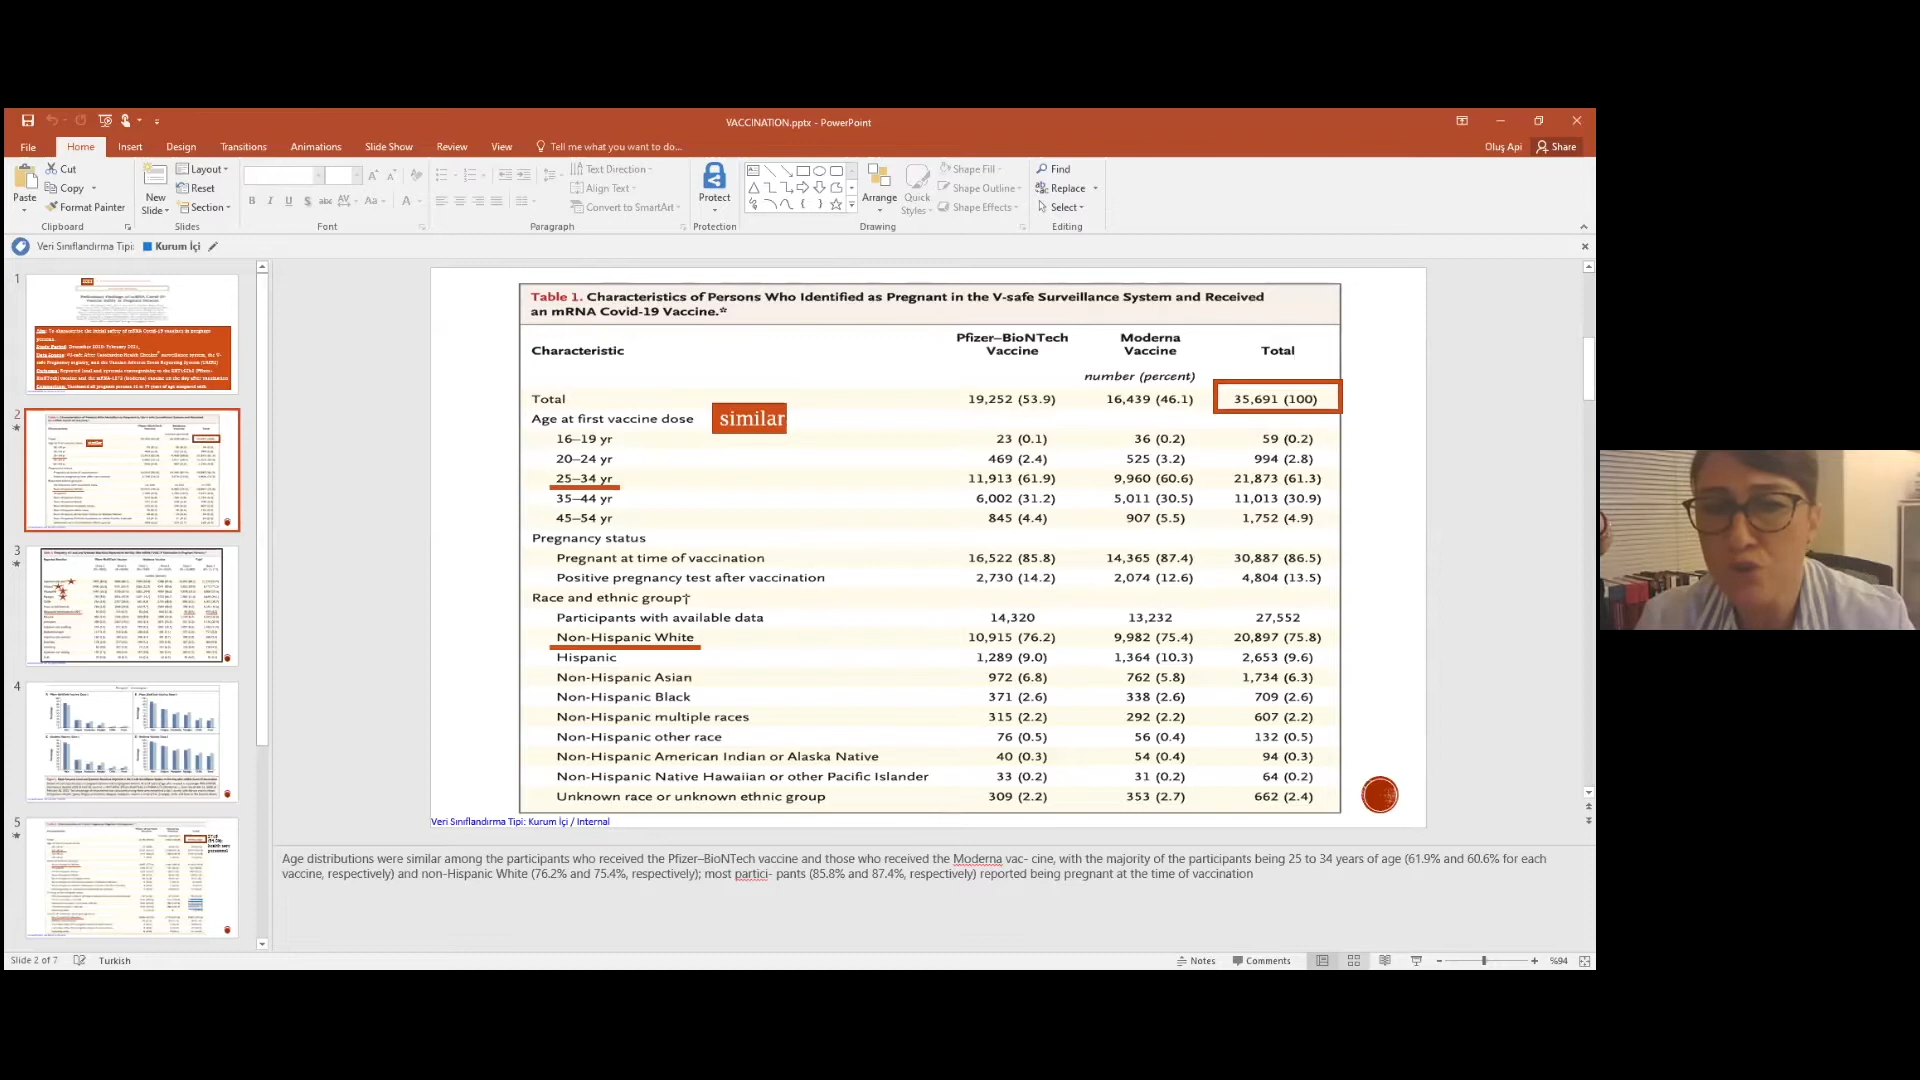 VACCINATION.pptx - PowerPoint
File Home Insert Design Transitions Animations Slide Show Review View Tell me what you want to do...
Oluş Api Share
Paste
Cut
Copy
Format Painter
Clipboard
New Slide
Layout
Reset
Section
Slides
B I U S abc AV Aa A
Font
Text Direction
Align Text
Convert to SmartArt
Paragraph
Protect
Protection
Arrange
Quick Styles
Shape Fill
Shape Outline
Shape Effects
Drawing
Find
Replace
Select
Editing
Veri Sınıflandırma Tipi: Kurum İçi
1
2
3
4
5
Table 1. Characteristics of Persons Who Identified as Pregnant in the V-safe Surveillance System and Received
an mRNA Covid-19 Vaccine.*
Characteristic Pfizer–BioNTech Vaccine Moderna Vaccine Total
number (percent)
Total 19,252 (53.9) 16,439 (46.1) 35,691 (100)
Age at first vaccine dose similar
16–19 yr 23 (0.1) 36 (0.2) 59 (0.2)
20–24 yr 469 (2.4) 525 (3.2) 994 (2.8)
25–34 yr 11,913 (61.9) 9,960 (60.6) 21,873 (61.3)
35–44 yr 6,002 (31.2) 5,011 (30.5) 11,013 (30.9)
45–54 yr 845 (4.4) 907 (5.5) 1,752 (4.9)
Pregnancy status
Pregnant at time of vaccination 16,522 (85.8) 14,365 (87.4) 30,887 (86.5)
Positive pregnancy test after vaccination 2,730 (14.2) 2,074 (12.6) 4,804 (13.5)
Race and ethnic group†
Participants with available data 14,320 13,232 27,552
Non-Hispanic White 10,915 (76.2) 9,982 (75.4) 20,897 (75.8)
Hispanic 1,289 (9.0) 1,364 (10.3) 2,653 (9.6)
Non-Hispanic Asian 972 (6.8) 762 (5.8) 1,734 (6.3)
Non-Hispanic Black 371 (2.6) 338 (2.6) 709 (2.6)
Non-Hispanic multiple races 315 (2.2) 292 (2.2) 607 (2.2)
Non-Hispanic other race 76 (0.5) 56 (0.4) 132 (0.5)
Non-Hispanic American Indian or Alaska Native 40 (0.3) 54 (0.4) 94 (0.3)
Non-Hispanic Native Hawaiian or other Pacific Islander 33 (0.2) 31 (0.2) 64 (0.2)
Unknown race or unknown ethnic group 309 (2.2) 353 (2.7) 662 (2.4)
Veri Sınıflandırma Tipi: Kurum İçi / Internal
Age distributions were similar among the participants who received the Pfizer–BioNTech vaccine and those who received the Moderna vac- cine, with the majority of the participants being 25 to 34 years of age (61.9% and 60.6% for each
vaccine, respectively) and non-Hispanic White (76.2% and 75.4%, respectively); most partici- pants (85.8% and 87.4%, respectively) reported being pregnant at the time of vaccination
Slide 2 of 7 Turkish Notes Comments %94